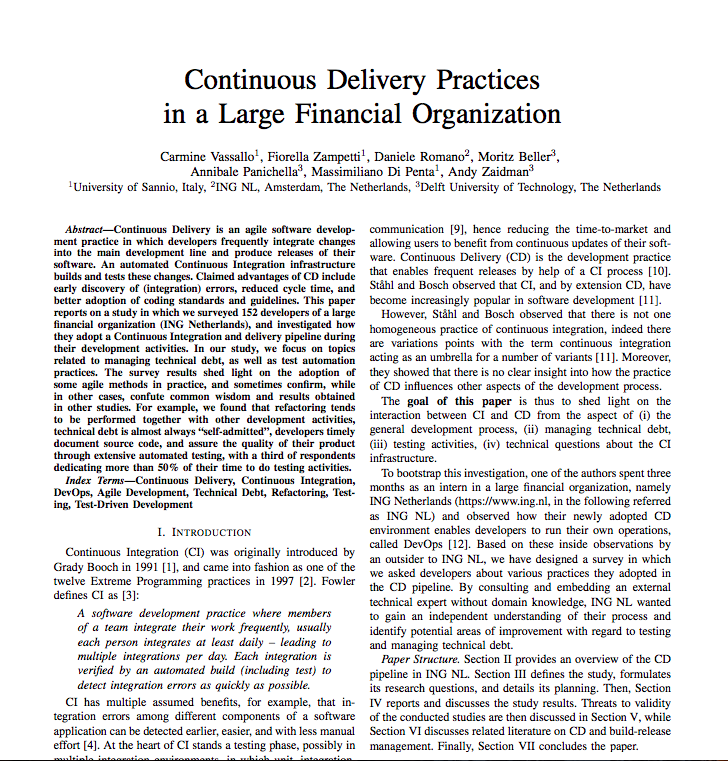 Continuous Delivery Practices
in a Large Financial Organization
Carmine Vassallo1, Fiorella Zampetti1, Daniele Romano2, Moritz Beller3,
Annibale Panichella3, Massimiliano Di Penta1, Andy Zaidman3
1University of Sannio, Italy, 2ING NL, Amsterdam, The Netherlands, 3Delft University of Technology, The Netherlands
Abstract—Continuous Delivery is an agile software develop-
ment practice in which developers frequently integrate changes
into the main development line and produce releases of their
software. An automated Continuous Integration infrastructure
builds and tests these changes. Claimed advantages of CD include
early discovery of (integration) errors, reduced cycle time, and
better adoption of coding standards and guidelines. This paper
reports on a study in which we surveyed 152 developers of a large
financial organization (ING Netherlands), and investigated how
they adopt a Continuous Integration and delivery pipeline during
their development activities. In our study, we focus on topics
related to managing technical debt, as well as test automation
practices. The survey results shed light on the adoption of
some agile methods in practice, and sometimes confirm, while
in other cases, confute common wisdom and results obtained
in other studies. For example, we found that refactoring tends
to be performed together with other development activities,
technical debt is almost always “self-admitted”, developers timely
document source code, and assure the quality of their product
through extensive automated testing, with a third of respondents
dedicating more than 50% of their time to do testing activities.
Index Terms—Continuous Delivery, Continuous Integration,
DevOps, Agile Development, Technical Debt, Refactoring, Test-
ing, Test-Driven Development
I. INTRODUCTION
Continuous Integration (CI) was originally introduced by
Grady Booch in 1991 [1], and came into fashion as one of the
twelve Extreme Programming practices in 1997 [2]. Fowler
defines CI as [3]:
A software development practice where members
of a team integrate their work frequently, usually
each person integrates at least daily – leading to
multiple integrations per day. Each integration is
verified by an automated build (including test) to
detect integration errors as quickly as possible.
CI has multiple assumed benefits, for example, that in-
tegration errors among different components of a software
application can be detected earlier, easier, and with less manual
effort [4]. At the heart of CI stands a testing phase, possibly in
multiple integration environments, in which unit, integration,
communication [9], hence reducing the time-to-market and
allowing users to benefit from continuous updates of their soft-
ware. Continuous Delivery (CD) is the development practice
that enables frequent releases by help of a CI process [10].
Ståhl and Bosch observed that CI, and by extension CD, have
become increasingly popular in software development [11].
However, Ståhl and Bosch observed that there is not one
homogeneous practice of continuous integration, indeed there
are variations points with the term continuous integration
acting as an umbrella for a number of variants [11]. Moreover,
they showed that there is no clear insight into how the practice
of CD influences other aspects of the development process.
The goal of this paper is thus to shed light on the
interaction between CI and CD from the aspect of (i) the
general development process, (ii) managing technical debt,
(iii) testing activities, (iv) technical questions about the CI
infrastructure.
To bootstrap this investigation, one of the authors spent three
months as an intern in a large financial organization, namely
ING Netherlands (https://www.ing.nl, in the following referred
as ING NL) and observed how their newly adopted CD
environment enables developers to run their own operations,
called DevOps [12]. Based on these inside observations by
an outsider to ING NL, we have designed a survey in which
we asked developers about various practices they adopted in
the CD pipeline. By consulting and embedding an external
technical expert without domain knowledge, ING NL wanted
to gain an independent understanding of their process and
identify potential areas of improvement with regard to testing
and managing technical debt.
Paper Structure. Section II provides an overview of the CD
pipeline in ING NL. Section III defines the study, formulates
its research questions, and details its planning. Then, Section
IV reports and discusses the study results. Threats to validity
of the conducted studies are then discussed in Section V, while
Section VI discusses related literature on CD and build-release
management. Finally, Section VII concludes the paper.